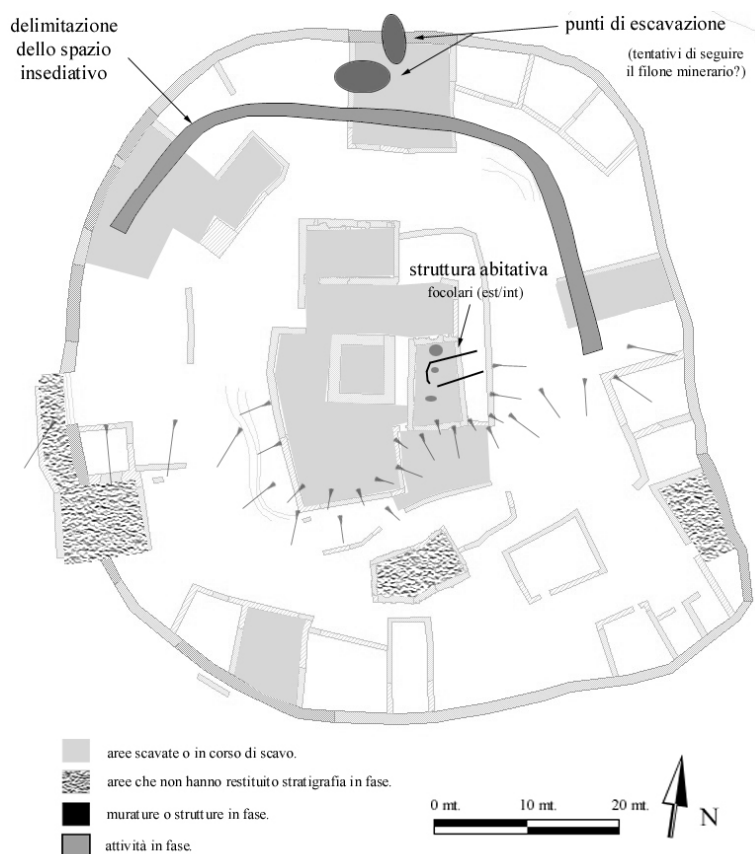 delimitazione
dello spazio
insediativo
punti di escavazione
(tentativi di seguire
il filone minerario?)
struttura abitativa
focolari (est/int)
aree scavate o in corso di scavo.
aree che non hanno restituito stratigrafia in fase.
murature o strutture in fase.
attività in fase.
0 mt. 10 mt. 20 mt.
N